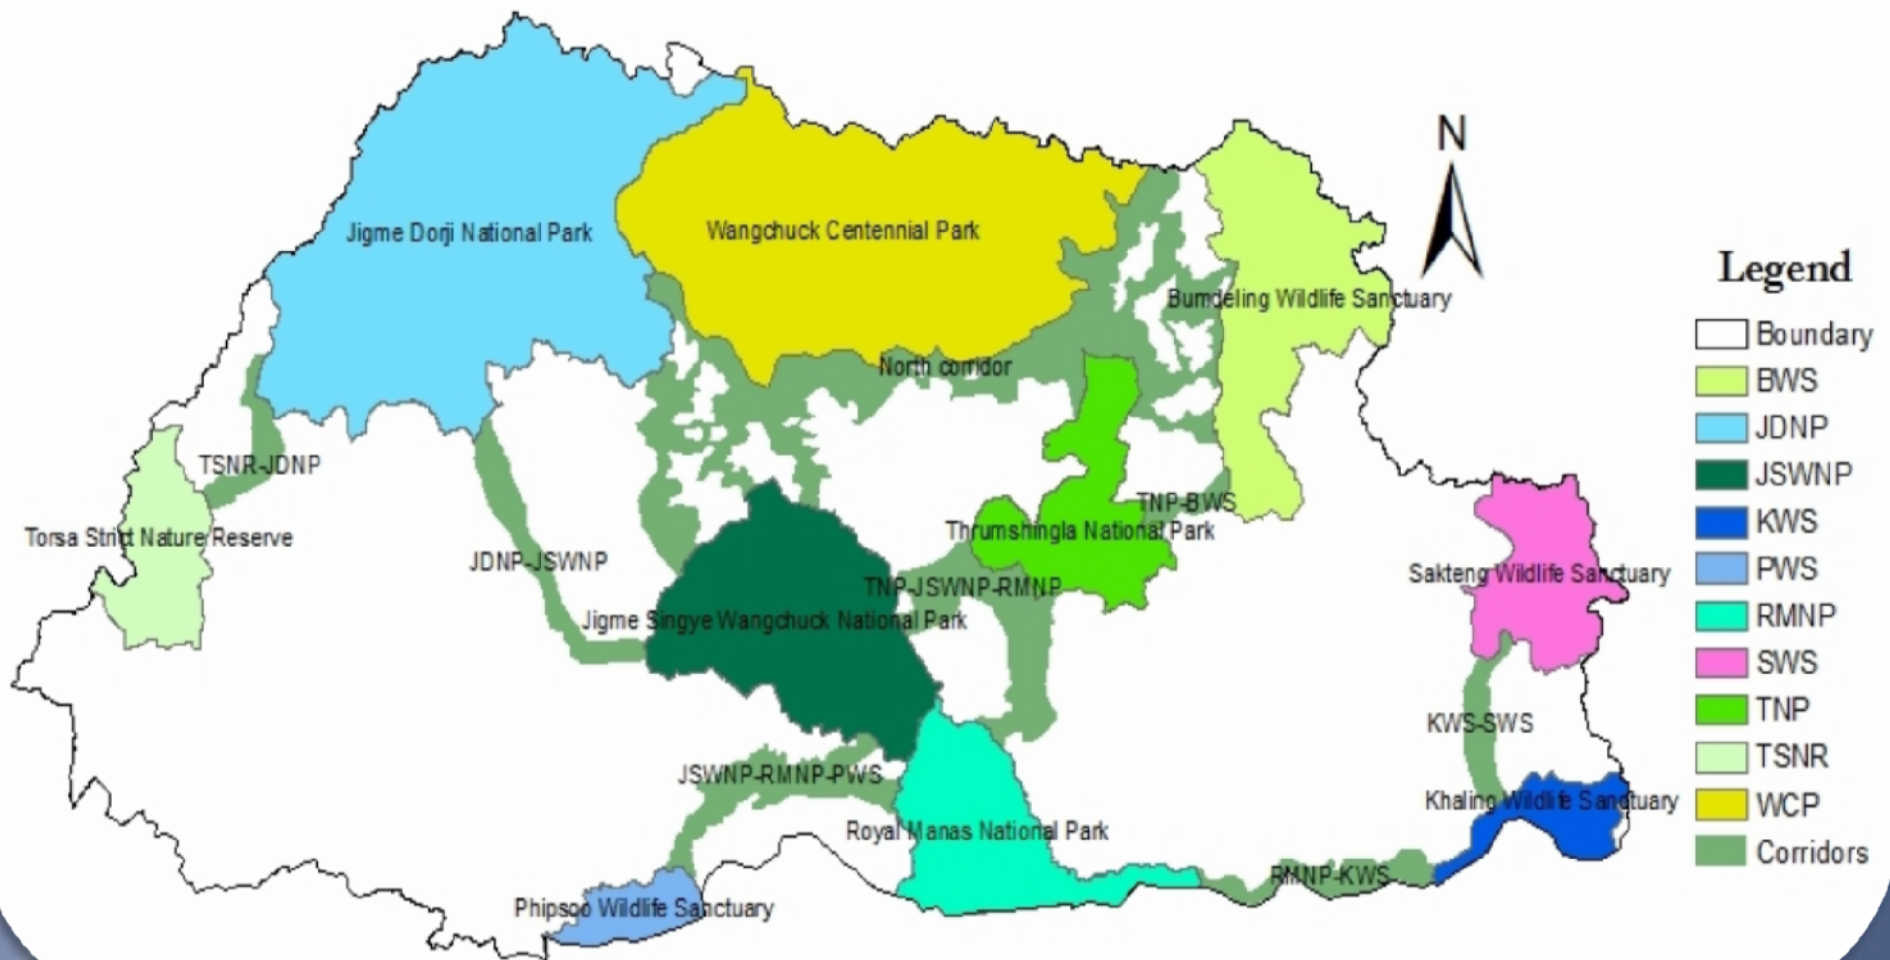 N
Jigme Dorji National Park
Wangchuck Centennial Park
Bumdeling Wildlife Sanctuary
North corridor
TSNR-JDNP
TNP-BWS
Torsa Strict Nature Reserve
Thrumshingla National Park
JDNP-JSWNP
Sakteng Wildlife Sanctuary
TNP-JSWNP-RMNP
Jigme Singye Wangchuck National Park
KWS-SWS
JSWNP-RMNP-PWS
Khaling Wildlife Sanctuary
Royal Manas National Park
RMNP-KWS
Phipsoo Wildlife Sanctuary
Legend
Boundary
BWS
JDNP
JSWNP
KWS
PWS
RMNP
SWS
TNP
TSNR
WCP
Corridors